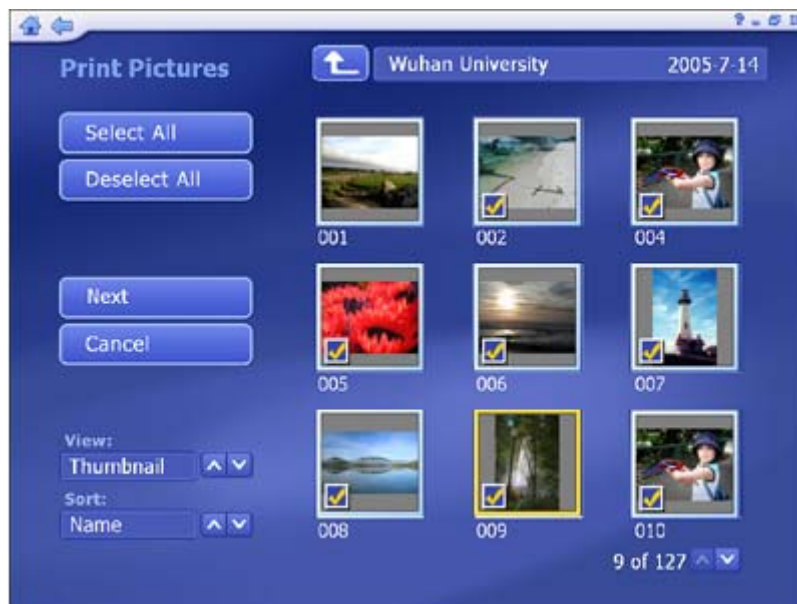 ?
Print Pictures
Wuhan University 2005-7-14
Select All
Deselect All
001 002 004
Next
Cancel
005 006 007
View:
Thumbnail
Sort:
Name
008 009 010
9 of 127